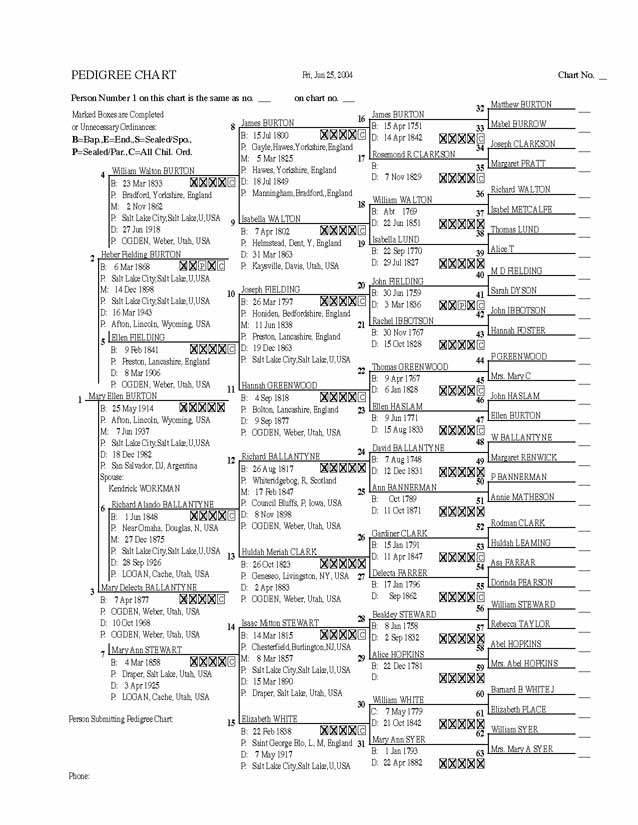 PEDIGREE CHART
Fri, Jun 25, 2004
Chart No. __
Person Number 1 on this chart is the same as no. ___ on chart no. ___
Marked Boxes are Completed
or Unnecessary Ordinances:
B=Bap., E=End., S=Sealed/Spo.,
P=Sealed/Par., C=All Chil. Ord.
1 Mary Ellen BURTON
B: 25 May 1914
P: Afton, Lincoln, Wyoming, USA
M: 7 Jun 1937
P: Salt Lake City,Salt Lake,U,USA
D: 18 Dec 1982
P: San Salvador, DJ, Argentina
Spouse:
Kendrick WORKMAN
2 Heber Fielding BURTON
B: 6 Mar 1868 P C
P: Salt Lake City,Salt Lake,U,USA
M: 14 Dec 1898
P: Salt Lake City,Salt Lake,U,USA
D: 16 Mar 1943
P: Afton, Lincoln, Wyoming, USA
3 Mary Delecta BALLANTYNE
B: 7 Apr 1877 C
P: OGDEN, Weber, Utah, USA
D: 10 Oct 1968
P: OGDEN, Weber, Utah, USA
4 William Walton BURTON
B: 23 Mar 1833 C
P: Bradford, Yorkshire, England
M: 2 Nov 1862
P: Salt Lake City,Salt Lake,U,USA
D: 27 Jun 1918
P: OGDEN, Weber, Utah, USA
5 Ellen FIELDING
B: 9 Feb 1841 C
P: Preston, Lancashire, England
D: 8 Mar 1906
P: OGDEN, Weber, Utah, USA
6 Richard Alando BALLANTYNE
B: 1 Jun 1848 C
P: Near Omaha, Douglas, N, USA
M: 27 Dec 1875
P: Salt Lake City,Salt Lake,U,USA
D: 28 Sep 1926
P: LOGAN, Cache, Utah, USA
7 Mary Ann STEWART
B: 4 Mar 1858 C
P: Draper, Salt Lake, Utah, USA
D: 3 Apr 1925
P: LOGAN, Cache, Utah, USA
8 James BURTON
B: 15 Jul 1800 C
P: Gayle,Hawes,Yorkshire,England
M: 5 Mar 1825
P: Hawes, Yorkshire, England
D: 18 Jul 1849
P: Manningham,Bradford,,England
9 Isabella WALTON
B: 7 Apr 1802 C
P: Helmstead, Dent, Y, England
D: 31 Mar 1863
P: Kaysville, Davis, Utah, USA
10 Joseph FIELDING
B: 26 Mar 1797 C
P: Honiden, Bedfordshire, England
M: 11 Jun 1838
P: Preston, Lancashire, England
D: 19 Dec 1863
P: Salt Lake City,Salt Lake,U,USA
11 Hannah GREENWOOD
B: 4 Sep 1818 C
P: Bolton, Lancashire, England
D: 9 Sep 1877
P: OGDEN, Weber, Utah, USA
12 Richard BALLANTYNE
B: 26 Aug 1817
P: Whiteridgebog, R, Scotland
M: 17 Feb 1847
P: Council Bluffs, P, Iowa, USA
D: 8 Nov 1898
P: OGDEN, Weber, Utah, USA
13 Huldah Meriah CLARK
B: 26 Oct 1823
P: Geneseo, Livingston, NY, USA
D: 2 Apr 1883
P: OGDEN, Weber, Utah, USA
14 Isaac Mitton STEWART
B: 14 Mar 1815 C
P: Chesterfield,Burlington,NJ,USA
M: 8 Mar 1857
P: Salt Lake City,Salt Lake,U,USA
D: 15 Mar 1890
P: Draper, Salt Lake, Utah, USA
15 Elizabeth WHITE
B: 22 Feb 1838 C
P: Saint George Blo, L, M, England
D: 7 May 1917
P: Salt Lake City,Salt Lake,U,USA
16 James BURTON
B: 15 Apr 1751
D: 14 Apr 1842 C
17 Rosemond R CLARKSON
B:
D: 7 Nov 1829 C
18 William WALTON
B: Abt 1769
D: 22 Jun 1851
19 Isabella LUND
B: 22 Sep 1770
D: 29 Jul 1827
20 John FIELDING
B: 30 Jun 1759
D: 3 Mar 1836 P C
21 Rachel IBBOTSON
B: 30 Nov 1767
D: 15 Oct 1828 C
22 Thomas GREENWOOD
B: 9 Apr 1767
D: 6 Jan 1828 C
23 Ellen HASLAM
B: 9 Jun 1771
D: 15 Aug 1833 C
24 David BALLANTYNE
B: 7 Aug 1748
D: 12 Dec 1831
25 Ann BANNERMAN
B: Oct 1789
D: 11 Oct 1871
26 Gardiner CLARK
B: 15 Jan 1791
D: 11 Apr 1847 C
27 Delecta FARRER
B: 17 Jan 1796
D: Sep 1862 C
28 Beakley STEWARD
B: 8 Jan 1758
D: 2 Sep 1832
29 Alice HOPKINS
B: 22 Dec 1781
D:
30 William WHITE
C: 7 May 1779
D: 21 Oct 1842
31 Mary Ann SYER
B: 1 Jan 1793
D: 22 Apr 1882
32 Matthew BURTON
33 Mabel BURROW
34 Joseph CLARKSON
35 Margaret PRATT
36 Richard WALTON
37 Isabel METCALFE
38 Thomas LUND
39 Alice T
40 M D FIELDING
41 Sarah DYSON
42 John IBBOTSON
43 Hannah FOSTER
44 P GREENWOOD
45 Mrs. Mary C
46 John HASLAM
47 Ellen BURTON
48 W BALLANTYNE
49 Margaret RENWICK
50 P BANNERMAN
51 Annie MATHESON
52 Rodman CLARK
53 Huldah LEAMING
54 Asa FARRAR
55 Dorinda PEARSON
56 William STEWARD
57 Rebecca TAYLOR
58 Abel HOPKINS
59 Mrs. Abel HOPKINS
60 Barnard B WHITE J
61 Elizabeth PLACE
62 William SYER
63 Mrs. Mary A SYER
Person Submitting Pedigree Chart:
Phone: